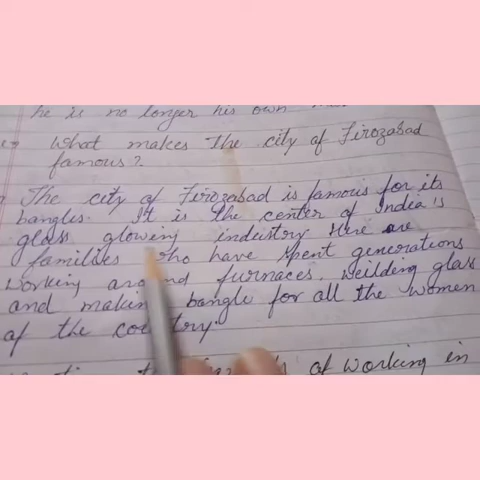 he is no longer his own
What makes The city of Firozabad
famous?
The city of Firozabad is famous for its
bangles. It is The center of India's
glass glowing industry Here are
families who have spent generations
working around furnaces, weilding glass
and making bangle for all the women
of the country.
of working in